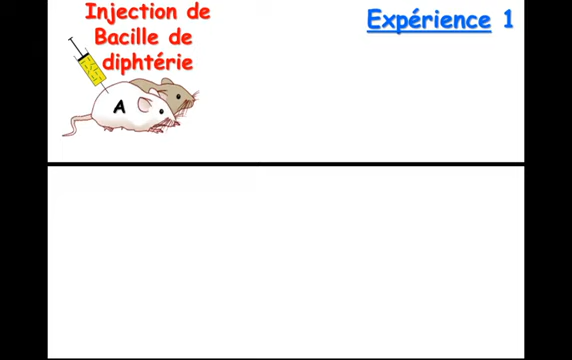 Injection de
Bacille de
diphtérie
Expérience 1
A